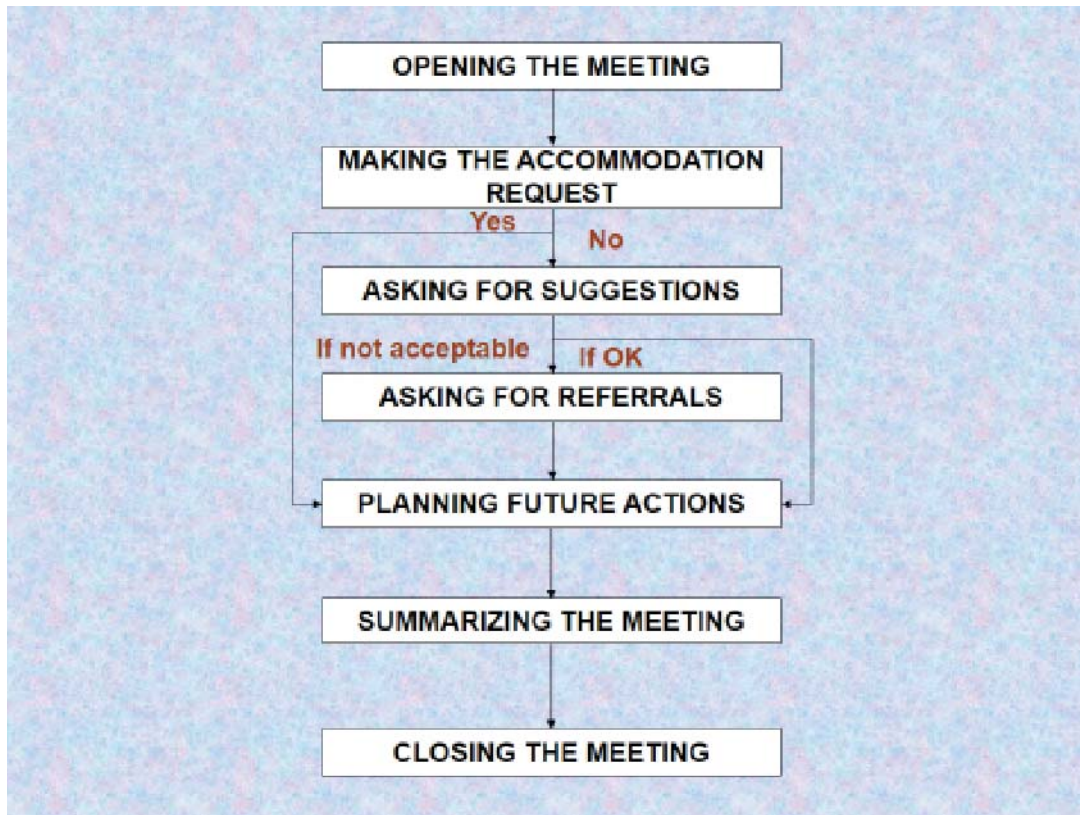 OPENING THE MEETING
MAKING THE ACCOMMODATION
REQUEST
Yes
No
ASKING FOR SUGGESTIONS
If not acceptable
If OK
ASKING FOR REFERRALS
PLANNING FUTURE ACTIONS
SUMMARIZING THE MEETING
CLOSING THE MEETING